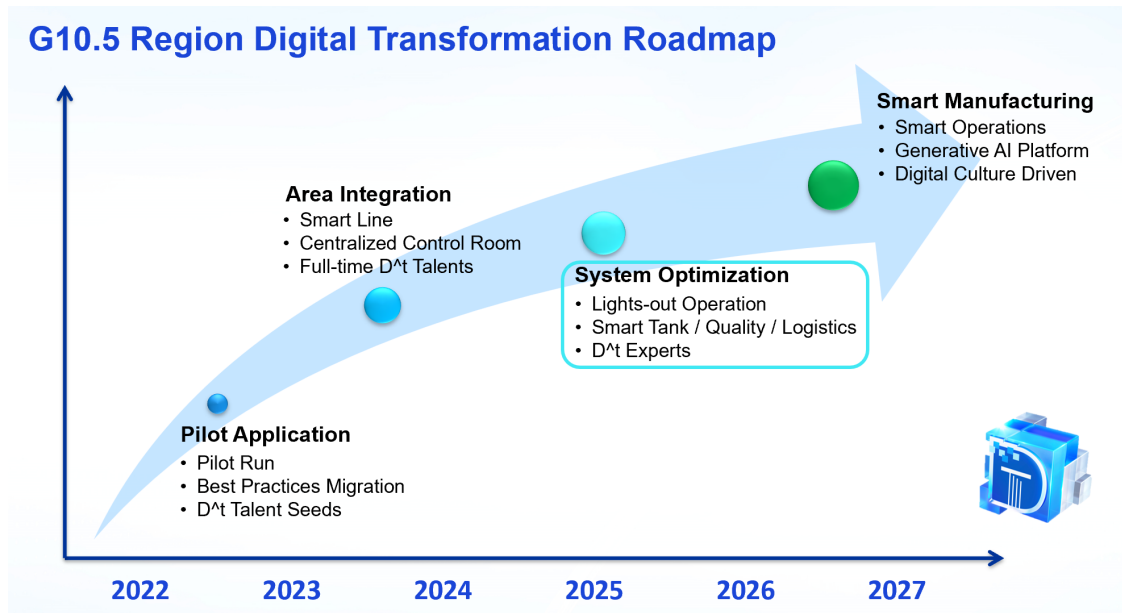 G10.5 Region Digital Transformation Roadmap
Smart Manufacturing
• Smart Operations
• Generative AI Platform
• Digital Culture Driven
Area Integration
• Smart Line
• Centralized Control Room
• Full-time D^t Talents
System Optimization
• Lights-out Operation
• Smart Tank / Quality / Logistics
• D^t Experts
Pilot Application
• Pilot Run
• Best Practices Migration
• D^t Talent Seeds
DT
2022 2023 2024 2025 2026 2027